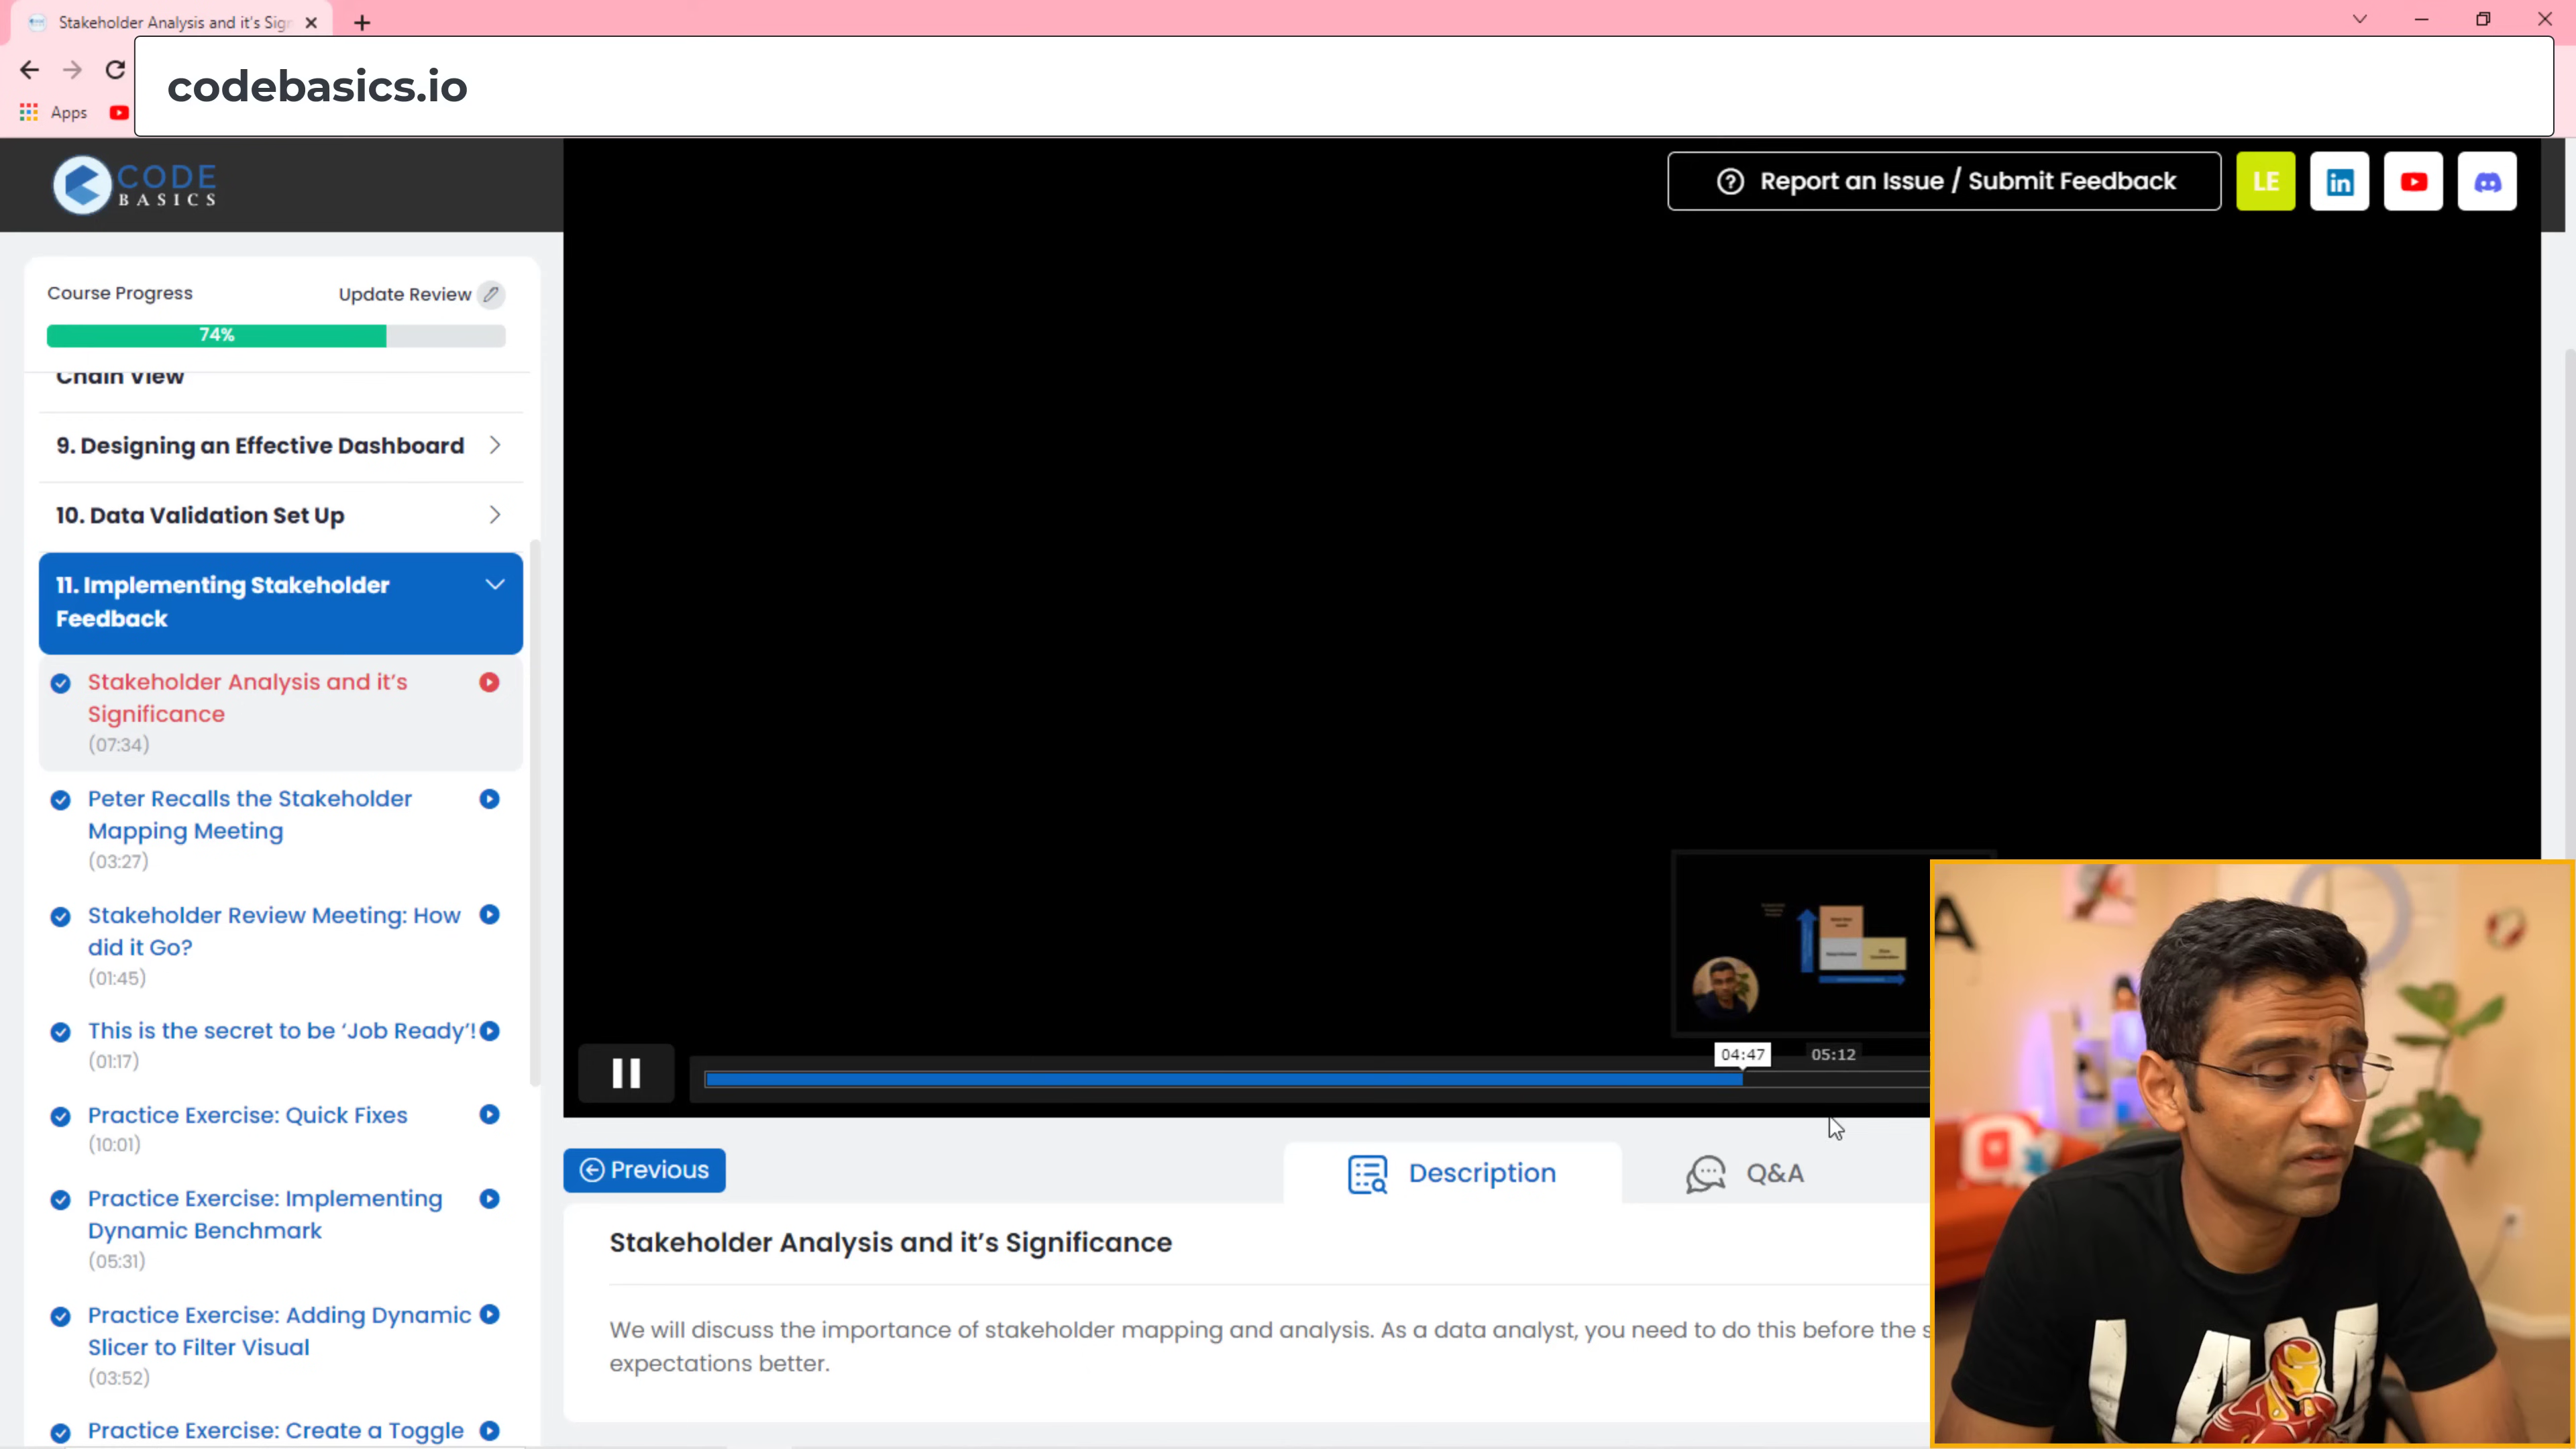 Stakeholder Analysis and it's Sig
codebasics.io
Apps
CODE
BASICS
Report an Issue / Submit Feedback
LE
Course Progress
Update Review
74%
Chain View
9. Designing an Effective Dashboard
10. Data Validation Set Up
11. Implementing Stakeholder
Feedback
Stakeholder Analysis and it's
Significance
(07:34)
Peter Recalls the Stakeholder
Mapping Meeting
(03:27)
Stakeholder Review Meeting: How
did it Go?
(01:45)
This is the secret to be ‘Job Ready’!
(01:17)
Practice Exercise: Quick Fixes
(10:01)
Practice Exercise: Implementing
Dynamic Benchmark
(05:31)
Practice Exercise: Adding Dynamic
Slicer to Filter Visual
(03:52)
Practice Exercise: Create a Toggle
04:47
05:12
Previous
Description
Q&A
Stakeholder Analysis and it's Significance
We will discuss the importance of stakeholder mapping and analysis. As a data analyst, you need to do this before the s
expectations better.
A
I AM